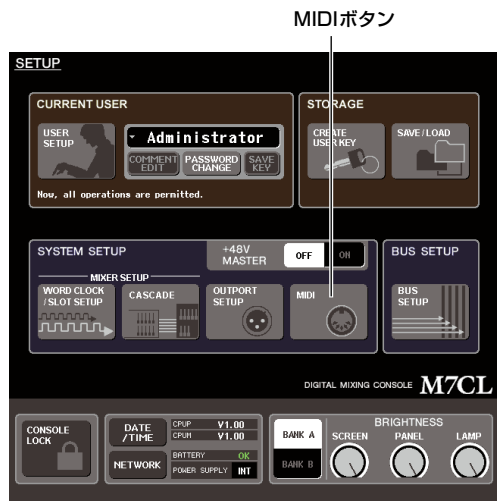 MIDIボタン
SETUP
CURRENT USER
USER
SETUP
Administrator
COMMENT
EDIT
PASSWORD
CHANGE
SAVE
KEY
Now, all operations are permitted.
STORAGE
CREATE
USER KEY
SAVE/LOAD
SYSTEM SETUP
+48V
MASTER
OFF
ON
MIXER SETUP
WORD CLOCK
/SLOT SETUP
CASCADE
OUTPORT
SETUP
MIDI
BUS SETUP
BUS
SETUP
DIGITAL MIXING CONSOLE M7CL
CONSOLE
LOCK
DATE
/TIME
CPUP V1.00
CPUM V1.00
NETWORK
BATTERY OK
POWER SUPPLY INT
BANK A
BANK B
BRIGHTNESS
SCREEN
PANEL
LAMP